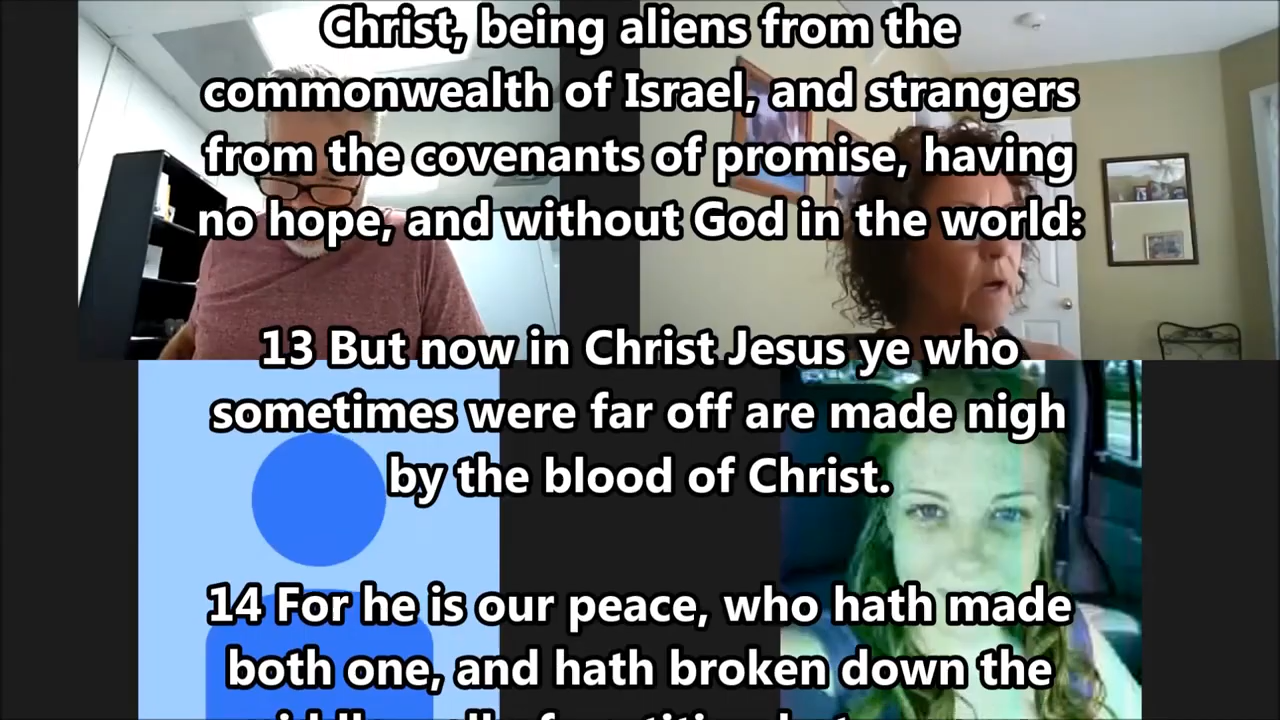 Christ, being aliens from the
commonwealth of Israel, and strangers
from the covenants of promise, having
no hope, and without God in the world:
13 But now in Christ Jesus ye who
sometimes were far off are made nigh
by the blood of Christ.
14 For he is our peace, who hath made
both one, and hath broken down the